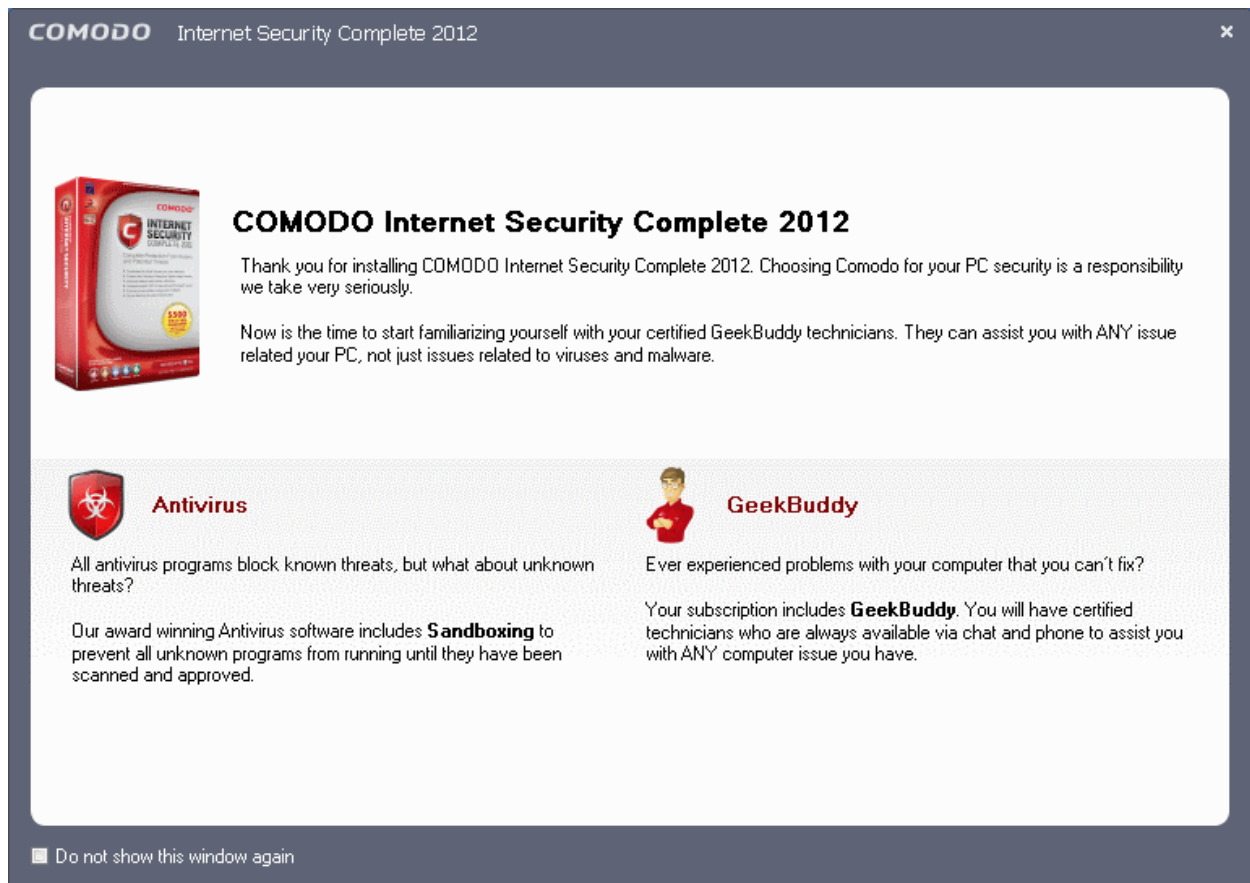 COMODO Internet Security Complete 2012
COMODO
INTERNET
SECURITY
COMPLETE 2012
INTERNET SECURITY
$500
COMODO Internet Security Complete 2012
Thank you for installing COMODO Internet Security Complete 2012. Choosing Comodo for your PC security is a responsibility
we take very seriously.
Now is the time to start familiarizing yourself with your certified GeekBuddy technicians. They can assist you with ANY issue
related your PC, not just issues related to viruses and malware.
Antivirus
All antivirus programs block known threats, but what about unknown
threats?
Our award winning Antivirus software includes Sandboxing to
prevent all unknown programs from running until they have been
scanned and approved.
GeekBuddy
Ever experienced problems with your computer that you can´t fix?
Your subscription includes GeekBuddy. You will have certified
technicians who are always available via chat and phone to assist you
with ANY computer issue you have.
Do not show this window again